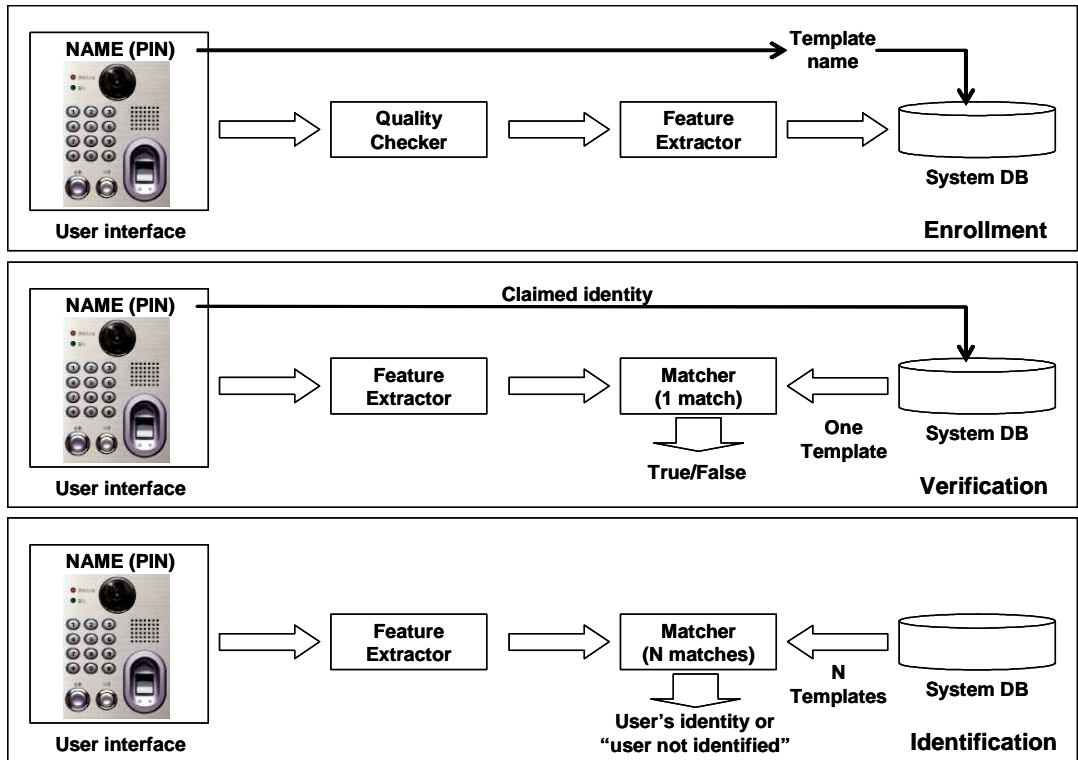 NAME (PIN)
Template
name
Quality
Checker
Feature
Extractor
System DB
User interface
Enrollment
NAME (PIN)
Claimed identity
Feature
Extractor
Matcher
(1 match)
One
Template
System DB
True/False
User interface
Verification
NAME (PIN)
Feature
Extractor
Matcher
(N matches)
N
Templates
System DB
User's identity or
“user not identified”
User interface
Identification